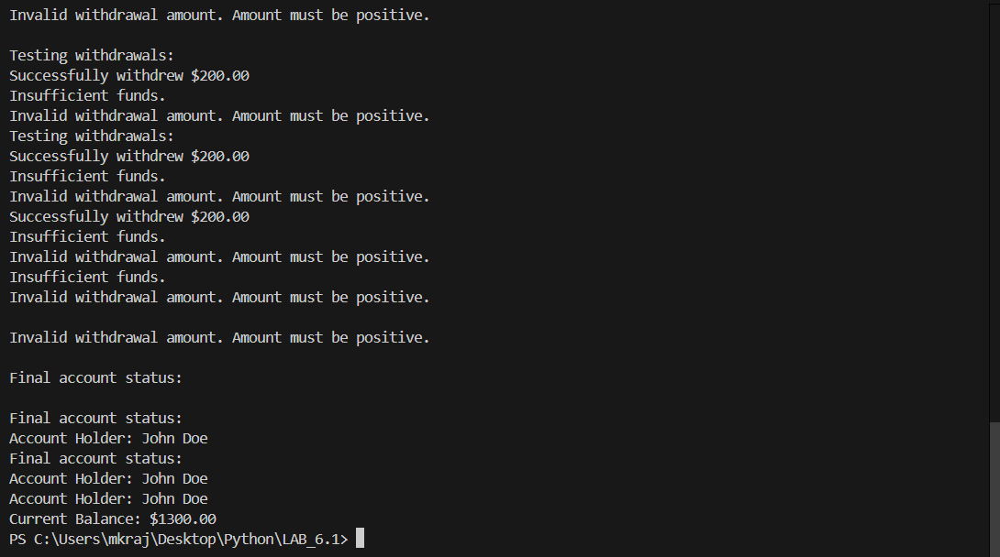 Invalid withdrawal amount. Amount must be positive.
Testing withdrawals:
Successfully withdrew $200.00
Insufficient funds.
Invalid withdrawal amount. Amount must be positive.
Testing withdrawals:
Successfully withdrew $200.00
Insufficient funds.
Invalid withdrawal amount. Amount must be positive.
Successfully withdrew $200.00
Insufficient funds.
Invalid withdrawal amount. Amount must be positive.
Insufficient funds.
Invalid withdrawal amount. Amount must be positive.
Invalid withdrawal amount. Amount must be positive.
Final account status:
Final account status:
Account Holder: John Doe
Final account status:
Account Holder: John Doe
Account Holder: John Doe
Current Balance: $1300.00
PS C:\Users\mkraj\Desktop\Python\LAB_6.1>